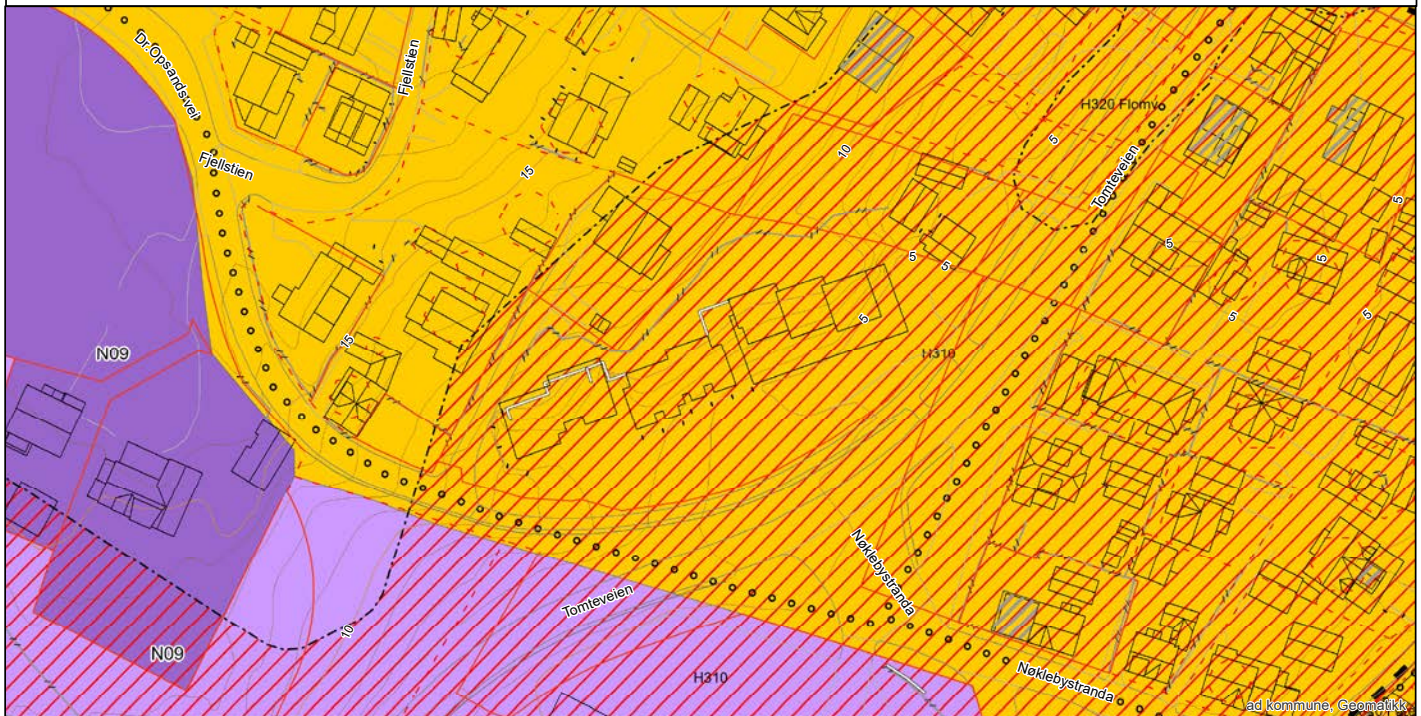 Dr.Opsandsvei
Fjellstien
Fjellstien
15
10
H320 Flomv
5
Tomteveien
5
5
5
5
5
5
5
5
H310
15
N09
N09
10
Tomteveien
Nøklebystranda
H310
Nøklebystranda
ad kommune, Geomatikk